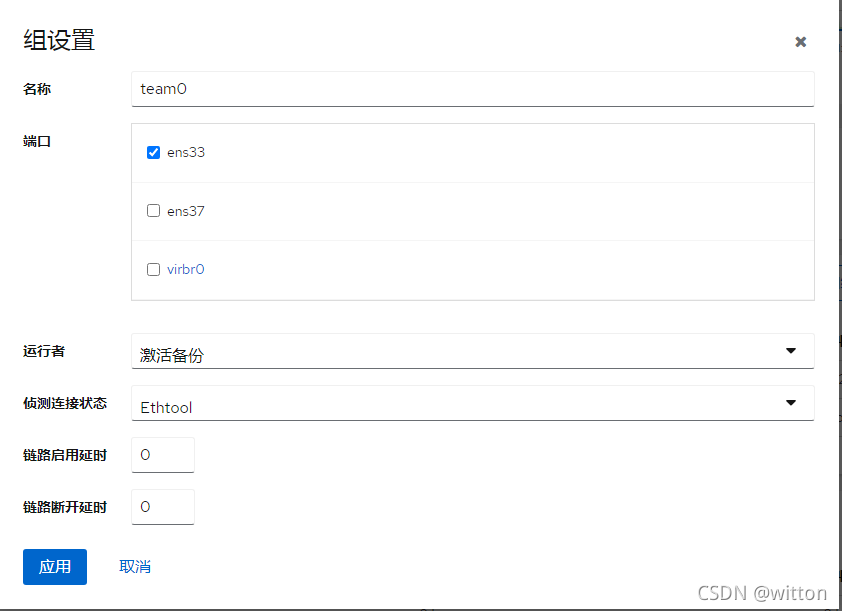 组设置
名称 team0
端口 ens33
ens37
virbr0
运行者 激活备份
侦测连接状态 Ethtool
链路启用延时 0
链路断开延时 0
应用 取消
CSDN @witton